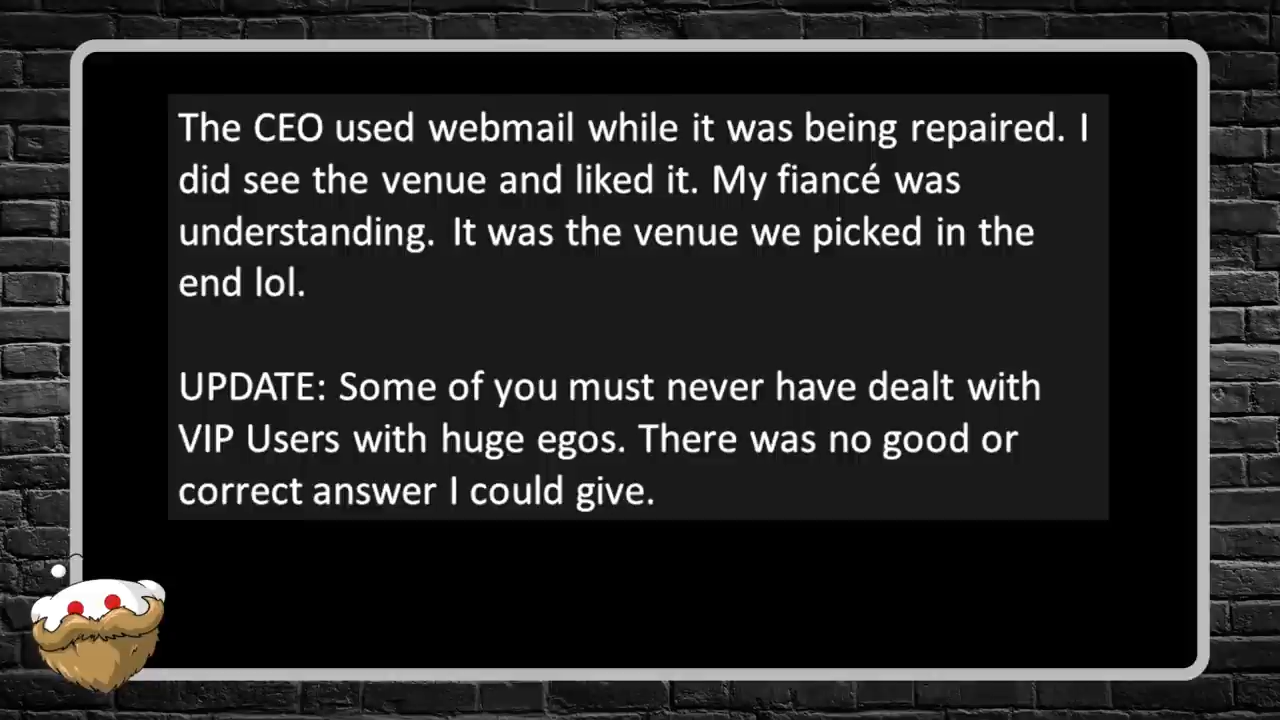 The CEO used webmail while it was being repaired. I
did see the venue and liked it. My fiancé was
understanding. It was the venue we picked in the
end lol.
UPDATE: Some of you must never have dealt with
VIP Users with huge egos. There was no good or
correct answer I could give.